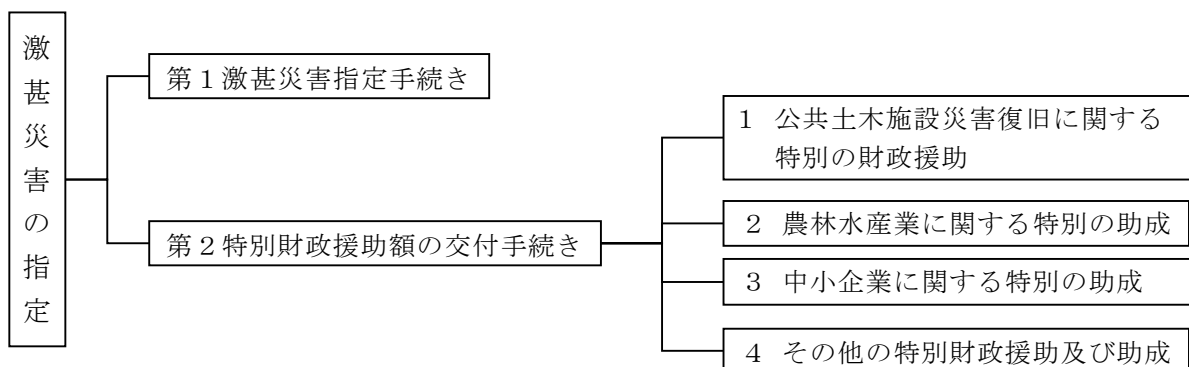 激甚災害の指定
第１激甚災害指定手続き
第２特別財政援助額の交付手続き
１ 公共土木施設災害復旧に関する
特別の財政援助
２ 農林水産業に関する特別の助成
３ 中小企業に関する特別の助成
４ その他の特別財政援助及び助成